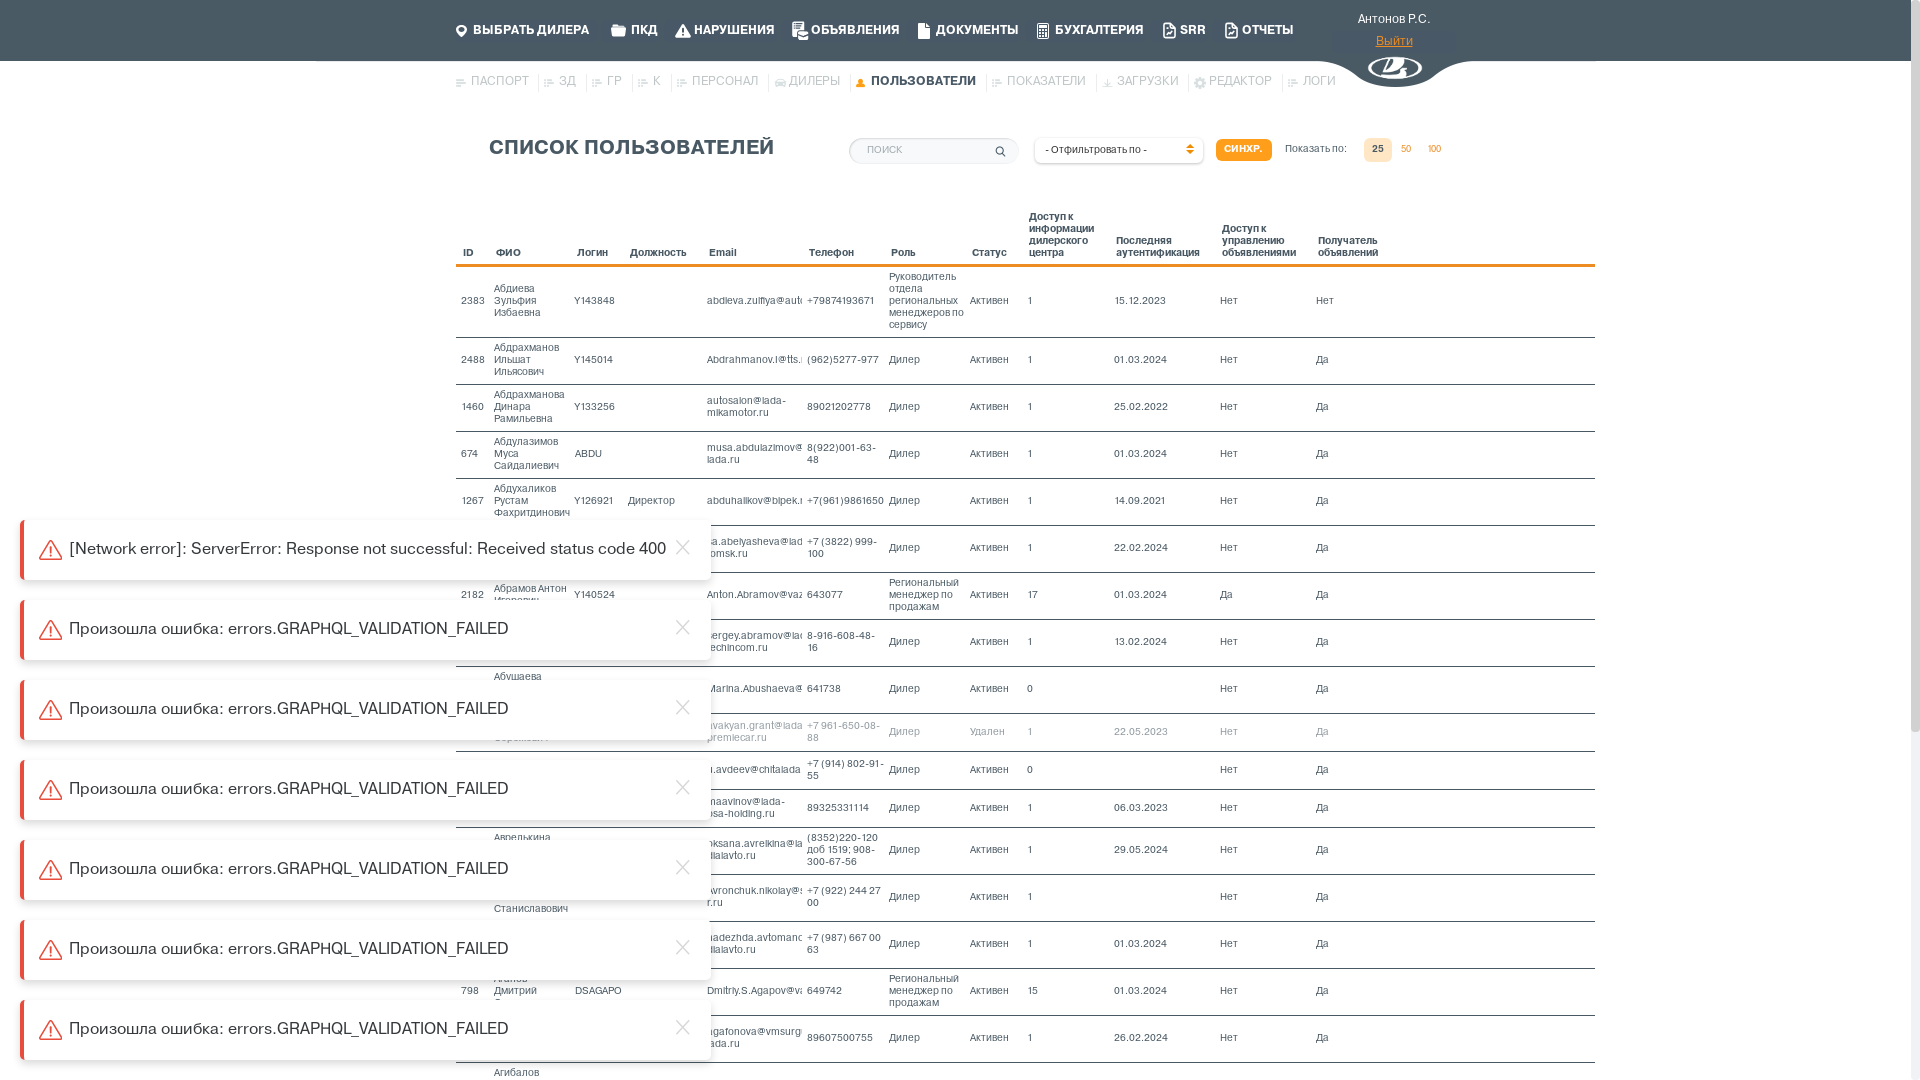 ВЫБРАТЬ ДИЛЕРА ПКД НАРУШЕНИЯ ОБЪЯВЛЕНИЯ ДОКУМЕНТЫ БУХГАЛТЕРИЯ SRR ОТЧЕТЫ
Антонов Р.С.
Выйти
ПАСПОРТ ЗД ГР К ПЕРСОНАЛ ДИЛЕРЫ ПОЛЬЗОВАТЕЛИ ПОКАЗАТЕЛИ ЗАГРУЗКИ РЕДАКТОР ЛОГИ
СПИСОК ПОЛЬЗОВАТЕЛЕЙ
ПОИСК
- Отфильтровать по -
СИНХР.
Показать по: 25 50 100
ID ФИО Логин Должность Email Телефон Роль Статус Доступ к информации дилерского центра Последняя аутентификация Доступ к управлению объявлениями Получатель объвлений
2383 Абдиева Зульфия Избаевна Y143848 abdieva.zulfiya@auto +79874193671 Руководитель отдела региональных менеджеров по сервису Активен 1 15.12.2023 Нет Нет
2488 Абдрахманов Ильшат Ильясович Y145014 Abdrahmanov.I@tts. (962)5277-977 Дилер Активен 1 01.03.2024 Нет Да
1460 Абдрахманова Динара Рамильевна Y133256 autosalon@lada-mikamotor.ru 89021202778 Дилер Активен 1 25.02.2022 Нет Да
674 Абдулазимов Муса Сайдалиевич ABDU musa.abdulazimov@ lada.ru 8(922)001-63-48 Дилер Активен 1 01.03.2024 Нет Да
1267 Абдухаликов Рустам Фахритдинович Y126921 Директор abduhalikov@bipek.r +7(961)9861650 Дилер Активен 1 14.09.2021 Нет Да
sa.abelyasheva@lad omsk.ru +7 (3822) 999-100 Дилер Активен 1 22.02.2024 Нет Да
2182 Абрамов Антон Y140524 Anton.Abramov@vaz 643077 Региональный менеджер по продажам Активен 17 01.03.2024 Да Да
sergey.abramov@lad techincom.ru 8-916-608-48-16 Дилер Активен 1 13.02.2024 Нет Да
Абушаева Marina.Abushaeva@ 641738 Дилер Активен 0 Нет Да
avakyan.grant@lada premiecar.ru +7 961-650-08-88 Дилер Удален 1 22.05.2023 Нет Да
.avdeev@chitalada +7 (914) 802-91-55 Дилер Активен 0 Нет Да
maavinov@lada-psa-holding.ru 89325331114 Дилер Активен 1 06.03.2023 Нет Да
Аврелькина oksana.avrelkina@la dialavto.ru (8352)220-120 доб 1519; 908-300-67-56 Дилер Активен 1 29.05.2024 Нет Да
Станиславович avronchuk.nikolay@s r.ru +7 (922) 244 27 00 Дилер Активен 1 Нет Да
nadezhda.avtomano dialavto.ru +7 (987) 667 00 63 Дилер Активен 1 01.03.2024 Нет Да
798 Агапов Дмитрий DSAGAPO Dmitriy.S.Agapov@va 649742 Региональный менеджер по продажам Активен 15 01.03.2024 Нет Да
agafonova@vmsurgu lada.ru 89607500755 Дилер Активен 1 26.02.2024 Нет Да
Агибалов
[Network error]: ServerError: Response not successful: Received status code 400
Произошла ошибка: errors.GRAPHQL_VALIDATION_FAILED
Произошла ошибка: errors.GRAPHQL_VALIDATION_FAILED
Произошла ошибка: errors.GRAPHQL_VALIDATION_FAILED
Произошла ошибка: errors.GRAPHQL_VALIDATION_FAILED
Произошла ошибка: errors.GRAPHQL_VALIDATION_FAILED
Произошла ошибка: errors.GRAPHQL_VALIDATION_FAILED